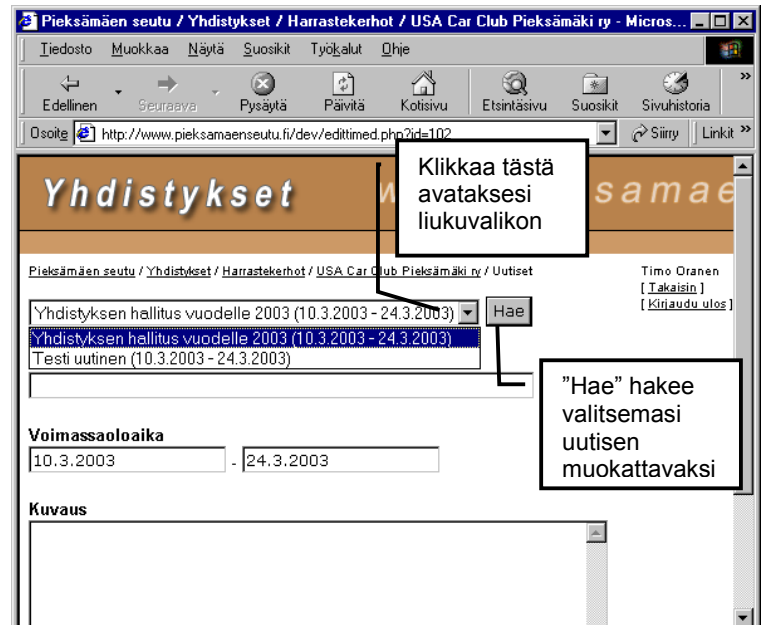 Pieksämäen seutu / Yhdistykset / Harrastekerhot / USA Car Club Pieksämäki ry - Micros...
Tiedosto Muokkaa Näytä Suosikit Työkalut Ohje
Edellinen Seuraava Pysäytä Päivitä Kotisivu Etsintäsivu Suosikit Sivuhistoria »
Osoite http://www.pieksamaenseutu.fi/dev/edittimed.php?id=102 Siirry Linkit »
Klikkaa tästä
avataksesi
liukuvalikon
Yhdistykset w samae
Pieksämäen seutu / Yhdistykset / Harrastekerhot / USA Car Club Pieksämäki ry / Uutiset
Timo Oranen
[ Takaisin ]
[ Kirjaudu ulos ]
Yhdistyksen hallitus vuodelle 2003 (10.3.2003 - 24.3.2003) Hae
Yhdistyksen hallitus vuodelle 2003 (10.3.2003 - 24.3.2003)
Testi uutinen (10.3.2003 - 24.3.2003)
”Hae” hakee
valitsemasi
uutisen
muokattavaksi
Voimassaoloaika
10.3.2003 - 24.3.2003
Kuvaus